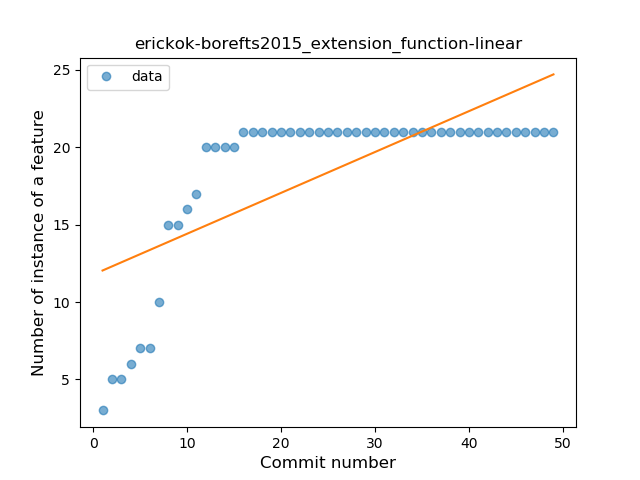 erickok-borefts2015_extension_function-linear
data
Number of instance of a feature
25
20
15
10
5
0
10
20
30
40
50
Commit number